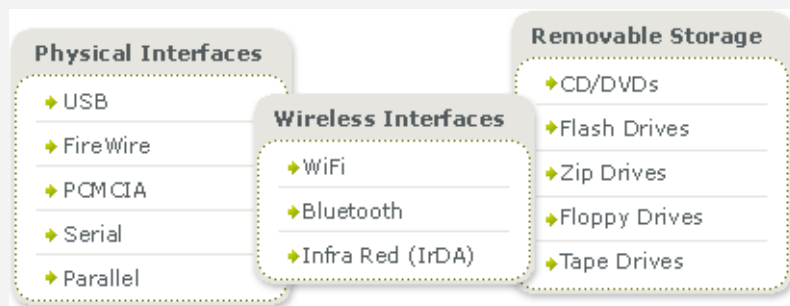 Physical Interfaces
USB
FireWire
PCMCIA
Serial
Parallel
Wireless Interfaces
WiFi
Bluetooth
Infra Red (IrDA)
Removable Storage
CD/DVDs
Flash Drives
Zip Drives
Floppy Drives
Tape Drives